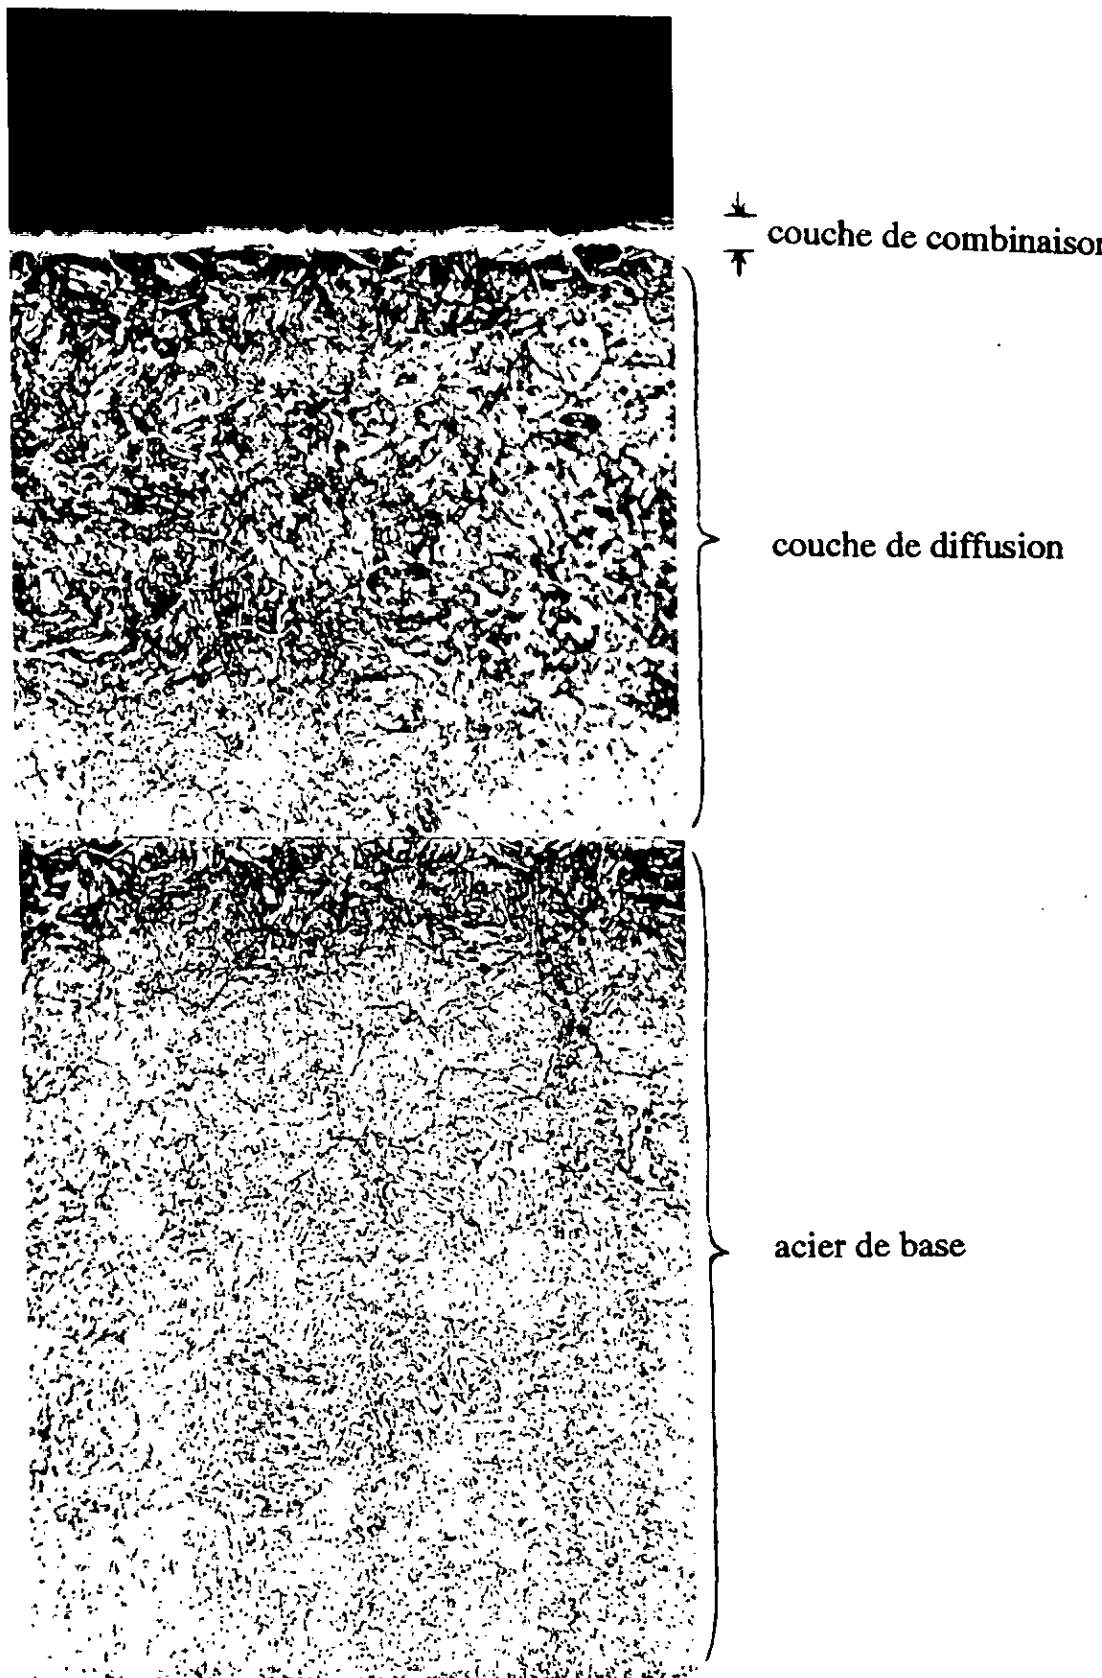 couche de combinaison
couche de diffusion
acier de base